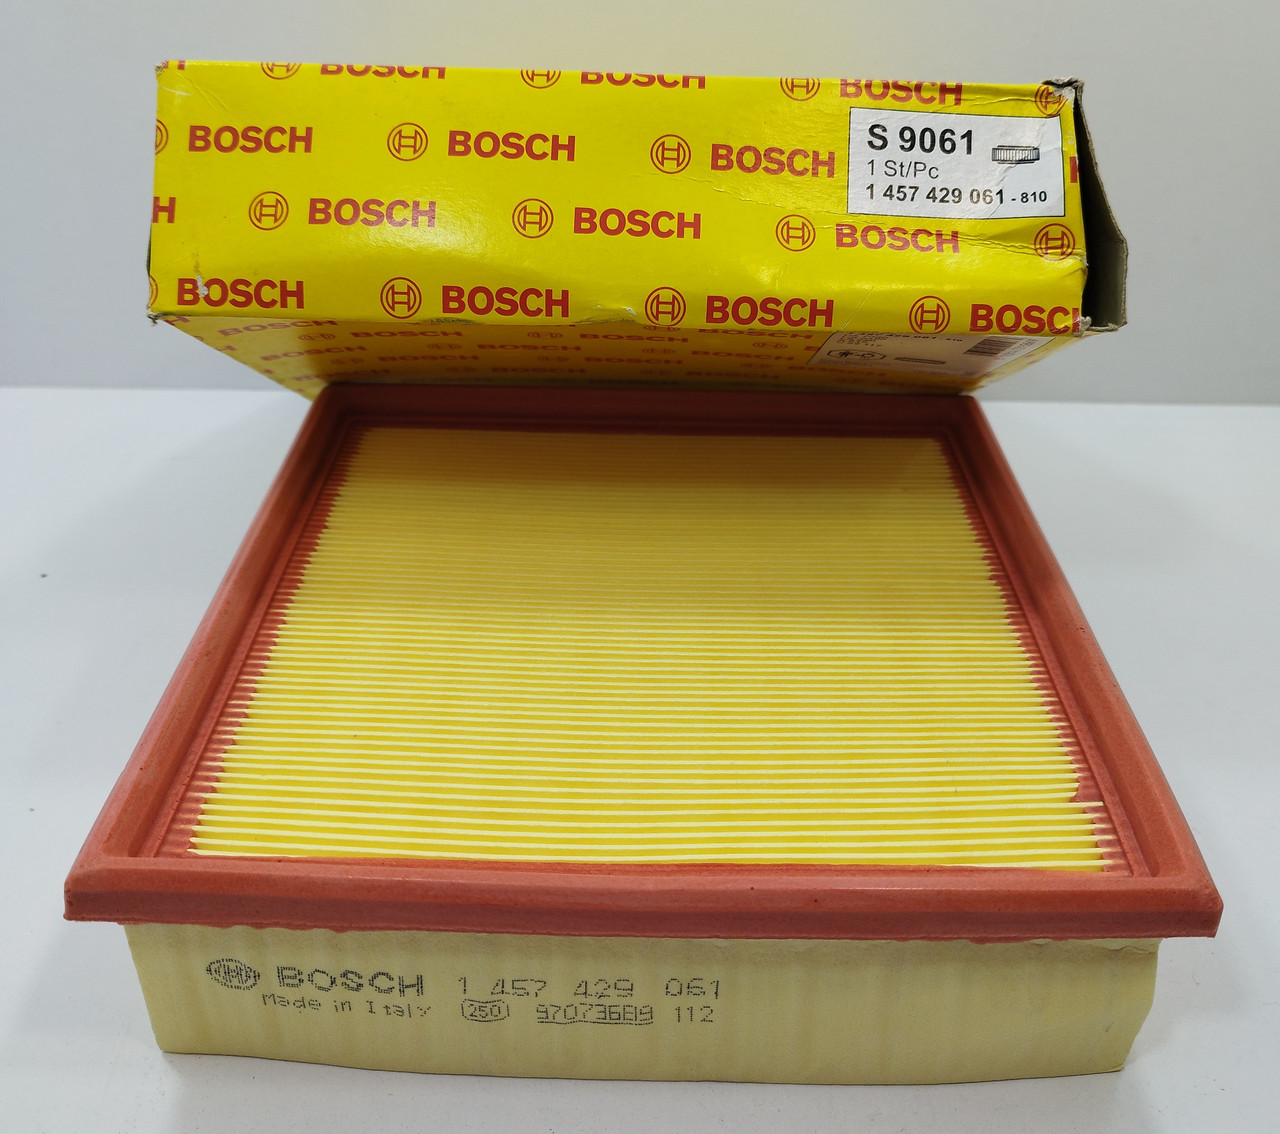 BOSCH BOSCH BOSCH
BOSCH BOSCH BOSCH
BOSCH BOSCH BOSCH
BOSCH BOSCH BOSCH BOSCH
S 9061
1 St/Pc
1 457 429 061 - 810
BOSCH 1 457 429 061
Made in Italy 250 112